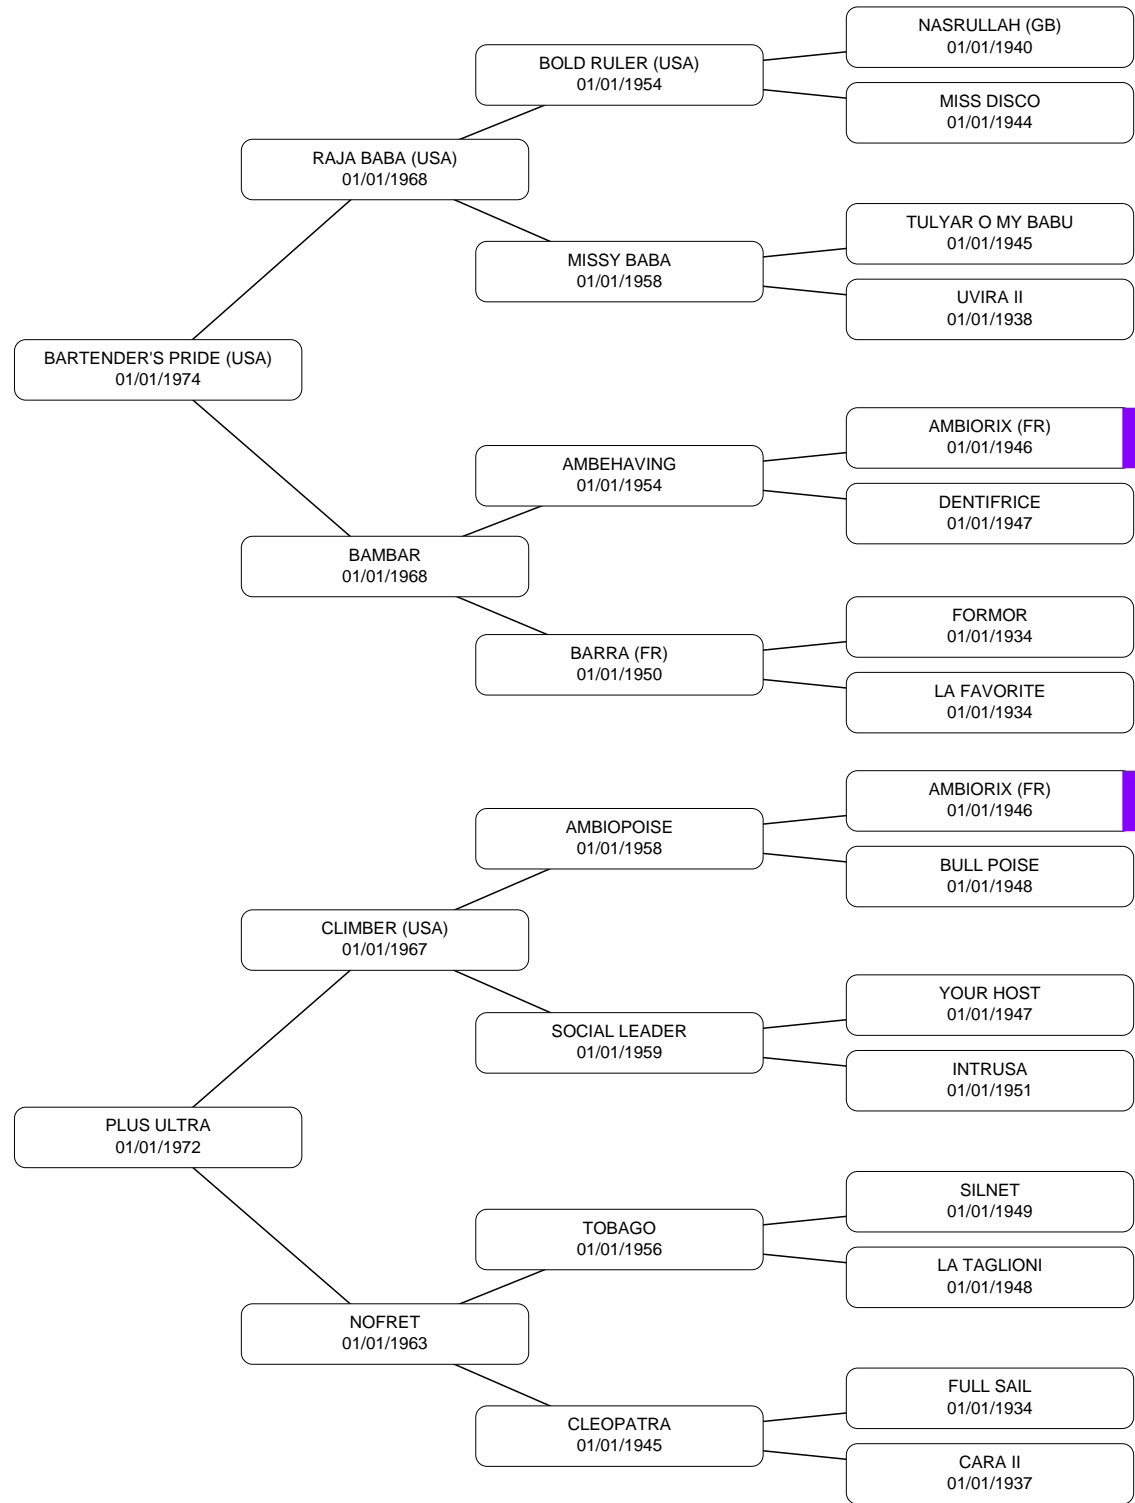 NASRULLAH (GB)
01/01/1940
BOLD RULER (USA)
01/01/1954
MISS DISCO
01/01/1944
RAJA BABA (USA)
01/01/1968
TULYAR O MY BABU
01/01/1945
MISSY BABA
01/01/1958
UVIRA II
01/01/1938
BARTENDER'S PRIDE (USA)
01/01/1974
AMBIORIX (FR)
01/01/1946
AMBEHAVING
01/01/1954
DENTIFRICE
01/01/1947
BAMBAR
01/01/1968
FORMOR
01/01/1934
BARRA (FR)
01/01/1950
LA FAVORITE
01/01/1934
AMBIORIX (FR)
01/01/1946
AMBIOPOISE
01/01/1958
BULL POISE
01/01/1948
CLIMBER (USA)
01/01/1967
YOUR HOST
01/01/1947
SOCIAL LEADER
01/01/1959
INTRUSA
01/01/1951
PLUS ULTRA
01/01/1972
SILNET
01/01/1949
TOBAGO
01/01/1956
LA TAGLIONI
01/01/1948
NOFRET
01/01/1963
FULL SAIL
01/01/1934
CLEOPATRA
01/01/1945
CARA II
01/01/1937